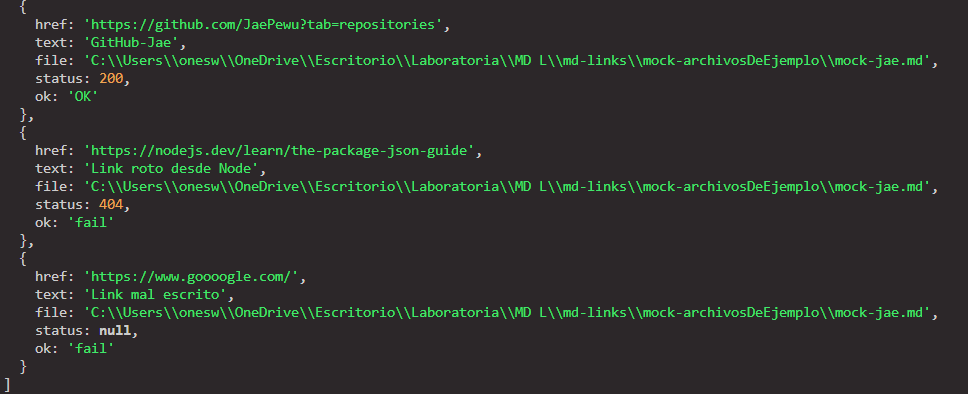 {
href: 'https://github.com/JaePewu?tab=repositories',
text: 'GitHub-Jae',
file: 'C:\\Users\\onesw\\OneDrive\\Escritorio\\Laboratoria\\MD L\\md-links\\mock-archivosDeEjemplo\\mock-jae.md',
status: 200,
ok: 'OK'
},
{
href: 'https://nodejs.dev/learn/the-package-json-guide',
text: 'Link roto desde Node',
file: 'C:\\Users\\onesw\\OneDrive\\Escritorio\\Laboratoria\\MD L\\md-links\\mock-archivosDeEjemplo\\mock-jae.md',
status: 404,
ok: 'fail'
},
{
href: 'https://www.goooogle.com/',
text: 'Link mal escrito',
file: 'C:\\Users\\onesw\\OneDrive\\Escritorio\\Laboratoria\\MD L\\md-links\\mock-archivosDeEjemplo\\mock-jae.md',
status: null,
ok: 'fail'
}
]